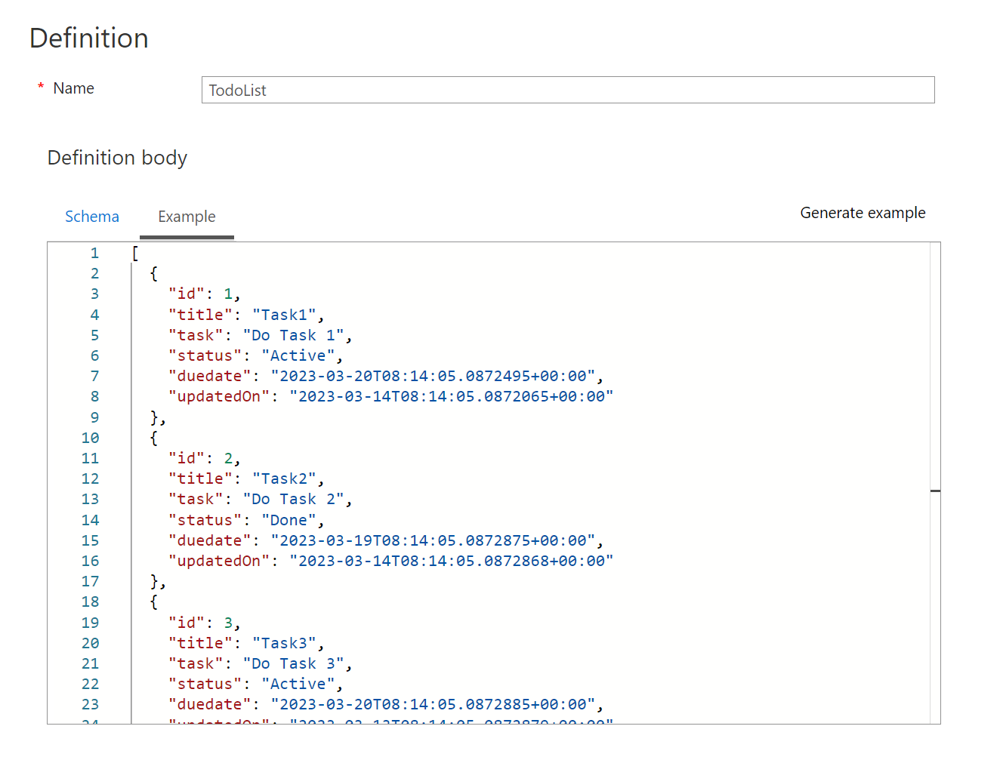 Definition
* Name
TodoList
Definition body
Schema Example Generate example
1 [
2 {
3 "id": 1,
4 "title": "Task1",
5 "task": "Do Task 1",
6 "status": "Active",
7 "duedate": "2023-03-20T08:14:05.0872495+00:00",
8 "updatedOn": "2023-03-14T08:14:05.0872065+00:00"
9 },
10 {
11 "id": 2,
12 "title": "Task2",
13 "task": "Do Task 2",
14 "status": "Done",
15 "duedate": "2023-03-19T08:14:05.0872875+00:00",
16 "updatedOn": "2023-03-14T08:14:05.0872868+00:00"
17 },
18 {
19 "id": 3,
20 "title": "Task3",
21 "task": "Do Task 3",
22 "status": "Active",
23 "duedate": "2023-03-20T08:14:05.0872885+00:00",
24 "updatedOn":